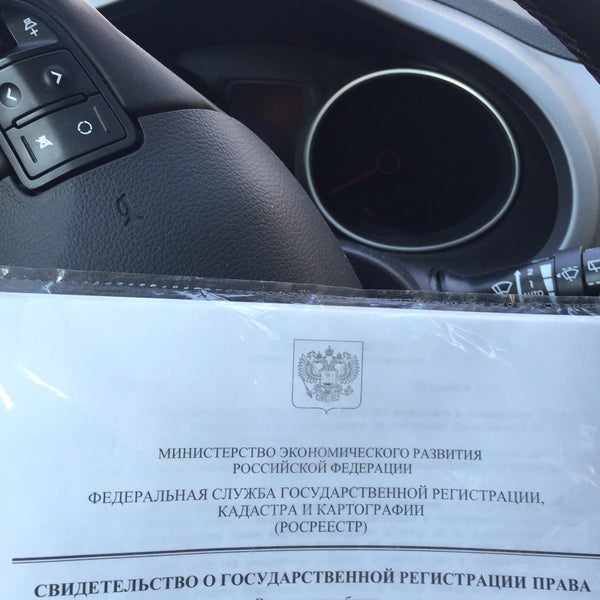 МИНИСТЕРСТВО ЭКОНОМИЧЕСКОГО РАЗВИТИЯ
РОССИЙСКОЙ ФЕДЕРАЦИИ
ФЕДЕРАЛЬНАЯ СЛУЖБА ГОСУДАРСТВЕННОЙ РЕГИСТРАЦИИ,
КАДАСТРА И КАРТОГРАФИИ
(РОСРЕЕСТР)
СВИДЕТЕЛЬСТВО О ГОСУДАРСТВЕННОЙ РЕГИСТРАЦИИ ПРАВА